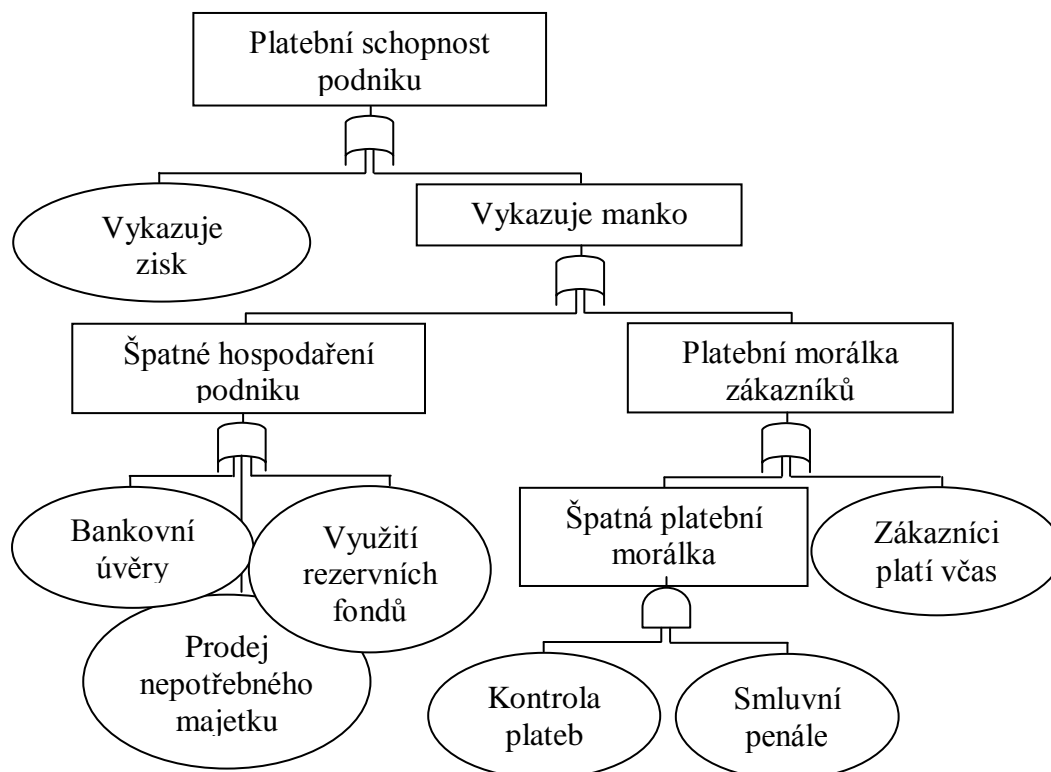 Platební schopnost
podniku
Vykazuje
zisk
Vykazuje manko
Špatné hospodaření
podniku
Platební morálka
zákazníků
Bankovní
úvěry
Využití
rezervních
fondů
Prodej
nepotřebného
majetku
Špatná platební
morálka
Zákazníci
platí včas
Kontrola
plateb
Smluvní
penále